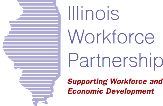 Illinois
Workforce
Partnership
Supporting Workforce and
Economic Development